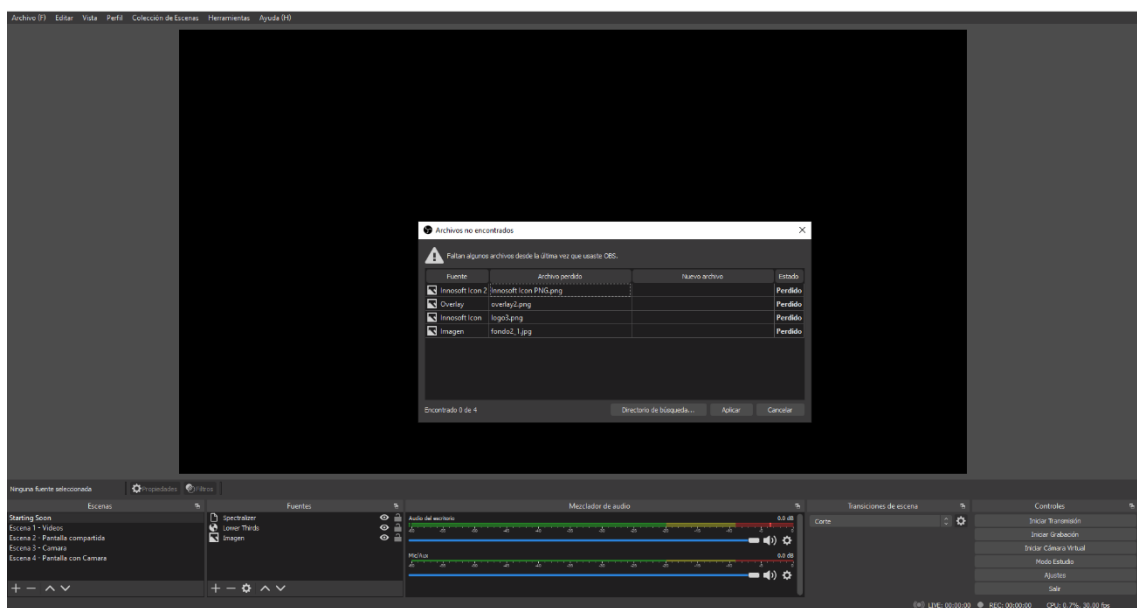 Archivo (F) Editar Vista Perfil Colección de Escenas Herramientas Ayuda (H)
Archivos no encontrados
Faltan algunos archivos desde la última vez que usaste OBS.
Fuente Archivo perdido Nuevo archivo Estado
Innosoft Icon 2 Innosoft Icon PNG.png Perdido
Overlay overlay2.png Perdido
Innosoft Icon logo3.png Perdido
Imagen fondo2_1.jpg Perdido
Encontrado 0 de 4 Directorio de búsqueda... Aplicar Cancelar
Ninguna fuente seleccionada Propiedades Filtros
Escenas Fuentes Mezclador de audio Transiciones de escena Controles
Starting Soon
Escena 1 - Videos
Escena 2 - Pantalla compartida
Escena 3 - Camara
Escena 4 - Pantalla con Camara
Spectralizer
Lower Thirds
Imagen
Audio del escritorio 0.0 dB
Mic/Aux 0.0 dB
Corte
Iniciar Transmisión
Iniciar Grabación
Iniciar Cámara Virtual
Modo Estudio
Ajustes
Salir
LIVE: 00:00:00 REC: 00:00:00 CPU: 0.7%, 30.00 fps